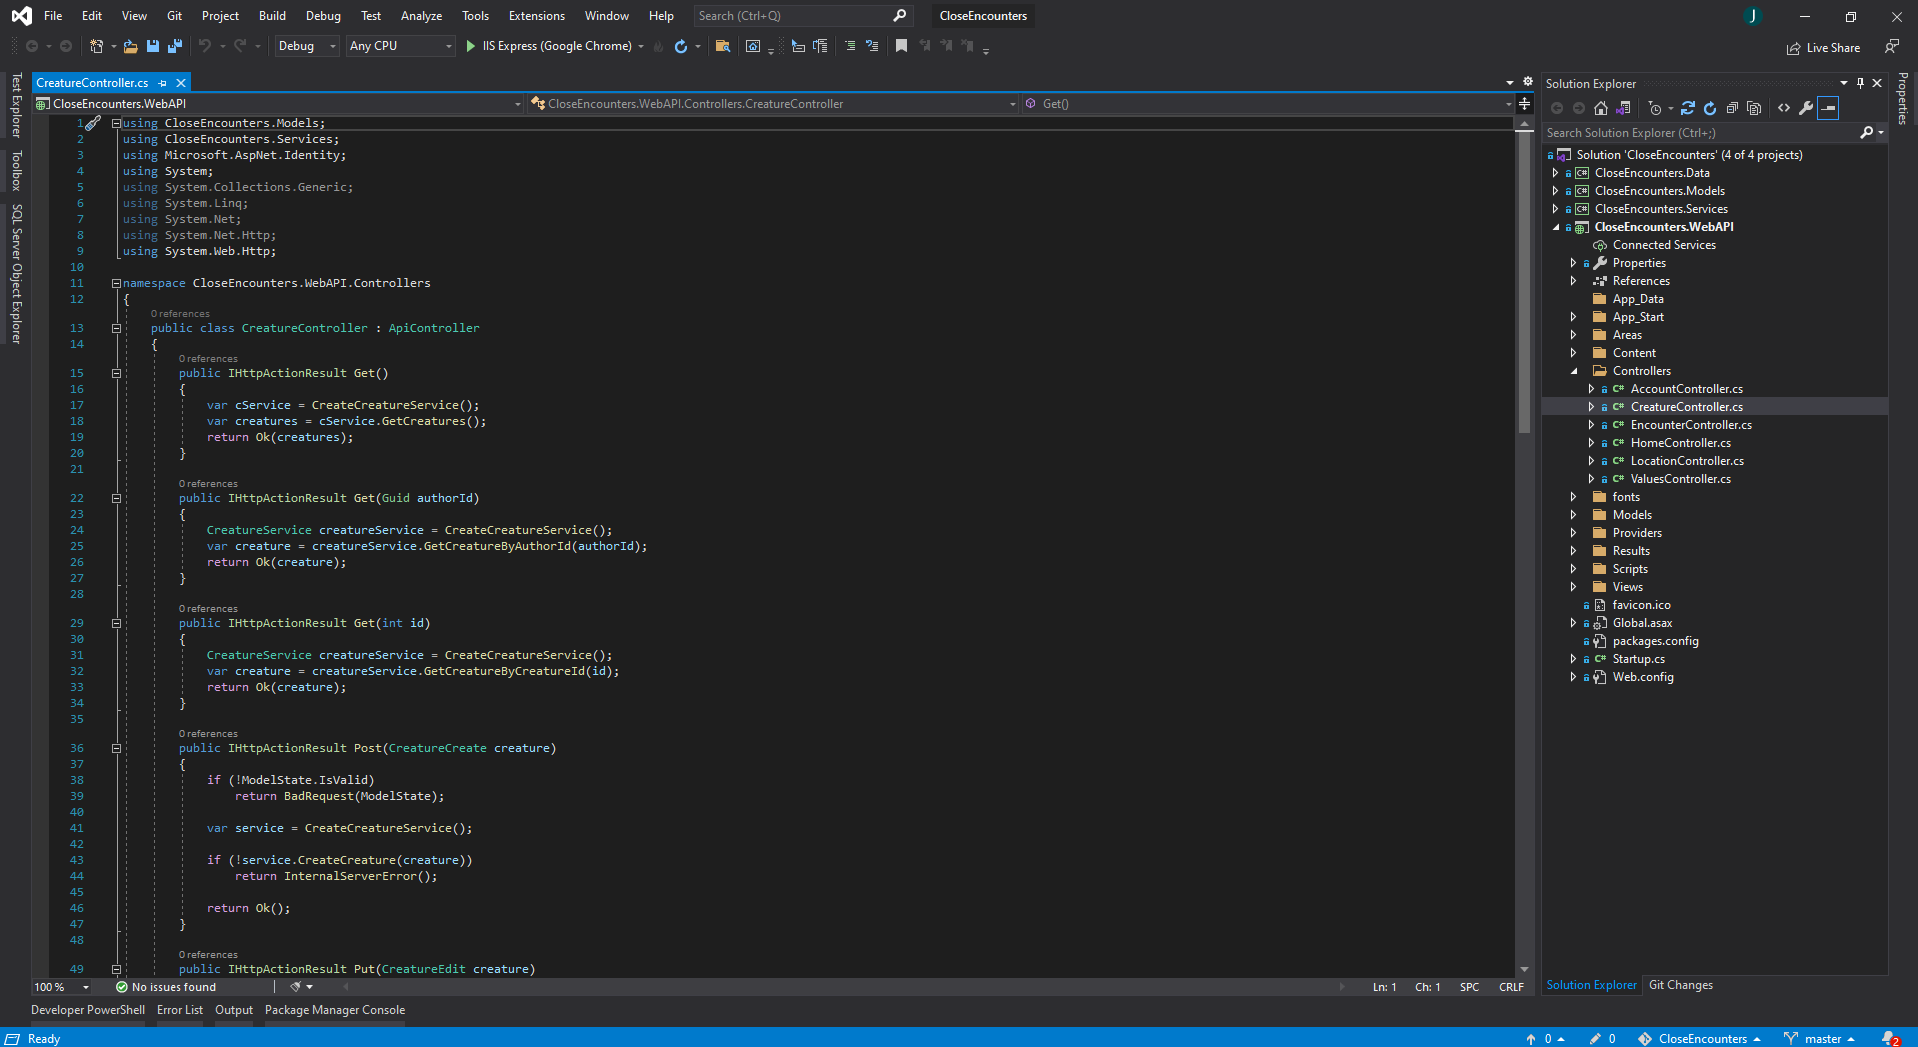 File Edit View Git Project Build Debug Test Analyze Tools Extensions Window Help Search (Ctrl+Q) CloseEncounters J
Debug Any CPU IIS Express (Google Chrome) Live Share
Test Explorer
Toolbox
SQL Server Object Explorer
CreatureController.cs
CloseEncounters.WebAPI CloseEncounters.WebAPI.Controllers.CreatureController Get()
1 using CloseEncounters.Models;
2 using CloseEncounters.Services;
3 using Microsoft.AspNet.Identity;
4 using System;
5 using System.Collections.Generic;
6 using System.Linq;
7 using System.Net;
8 using System.Net.Http;
9 using System.Web.Http;
10
11 namespace CloseEncounters.WebAPI.Controllers
12 {
0 references
13 public class CreatureController : ApiController
14 {
0 references
15 public IHttpActionResult Get()
16 {
17 var cService = CreateCreatureService();
18 var creatures = cService.GetCreatures();
19 return Ok(creatures);
20 }
21
0 references
22 public IHttpActionResult Get(Guid authorId)
23 {
24 CreatureService creatureService = CreateCreatureService();
25 var creature = creatureService.GetCreatureByAuthorId(authorId);
26 return Ok(creature);
27 }
28
0 references
29 public IHttpActionResult Get(int id)
30 {
31 CreatureService creatureService = CreateCreatureService();
32 var creature = creatureService.GetCreatureByCreatureId(id);
33 return Ok(creature);
34 }
35
0 references
36 public IHttpActionResult Post(CreatureCreate creature)
37 {
38 if (!ModelState.IsValid)
39 return BadRequest(ModelState);
40
41 var service = CreateCreatureService();
42
43 if (!service.CreateCreature(creature))
44 return InternalServerError();
45
46 return Ok();
47 }
48
0 references
49 public IHttpActionResult Put(CreatureEdit creature)
100 % No issues found Ln: 1 Ch: 1 SPC CRLF
Solution Explorer
Search Solution Explorer (Ctrl+;)
Solution 'CloseEncounters' (4 of 4 projects)
C# CloseEncounters.Data
C# CloseEncounters.Models
C# CloseEncounters.Services
CloseEncounters.WebAPI
Connected Services
Properties
References
App_Data
App_Start
Areas
Content
Controllers
C# AccountController.cs
C# CreatureController.cs
C# EncounterController.cs
C# HomeController.cs
C# LocationController.cs
C# ValuesController.cs
fonts
Models
Providers
Results
Scripts
Views
favicon.ico
Global.asax
packages.config
C# Startup.cs
Web.config
Solution Explorer Git Changes
Properties
Developer PowerShell Error List Output Package Manager Console
Ready 0 0 CloseEncounters master 2